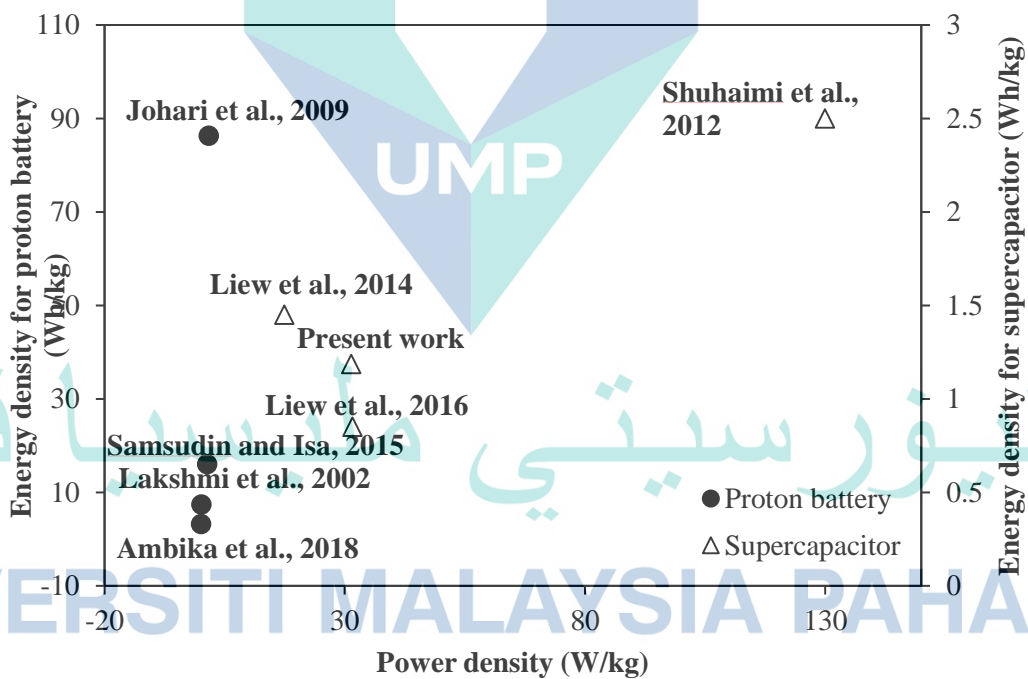 110
90
70
50
30
10
-10
Energy density for proton battery
(Wh/kg)
3
2.5
2
1.5
1
0.5
0
Energy density for supercapacitor (Wh/kg)
Johari et al., 2009
Shuhaimi et al.,
2012
UMP
Liew et al., 2014
Present work
Liew et al., 2016
Samsudin and Isa, 2015
Lakshmi et al., 2002
Ambika et al., 2018
Proton battery
Supercapacitor
يورسيتي مليسيا
ERSITI MALAYSIA PAHA
-20
30
80
130
Power density (W/kg)